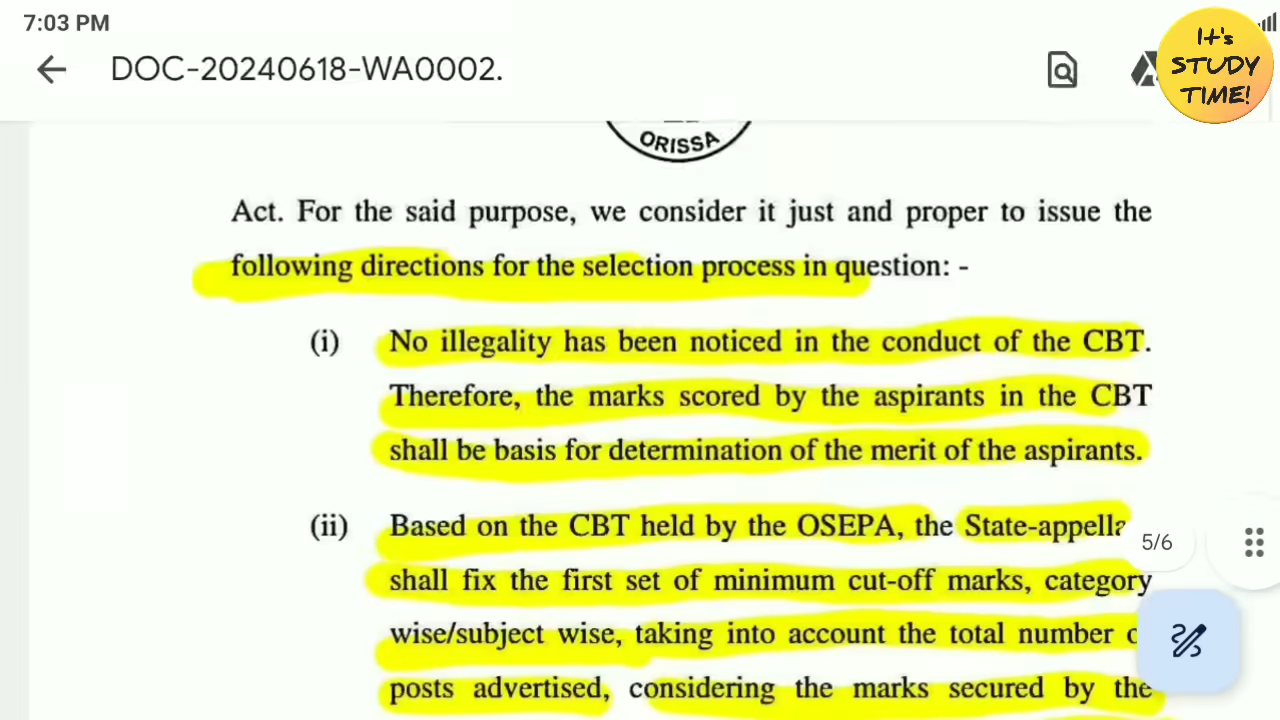 7:03 PM
DOC-20240618-WA0002.
It's
STUDY
TIME!
ORISSA
Act. For the said purpose, we consider it just and proper to issue the
following directions for the selection process in question: -
(i) No illegality has been noticed in the conduct of the CBT.
Therefore, the marks scored by the aspirants in the CBT
shall be basis for determination of the merit of the aspirants.
(ii) Based on the CBT held by the OSEPA, the State-appella
5/6
shall fix the first set of minimum cut-off marks, category
wise/subject wise, taking into account the total number o
posts advertised, considering the marks secured by the